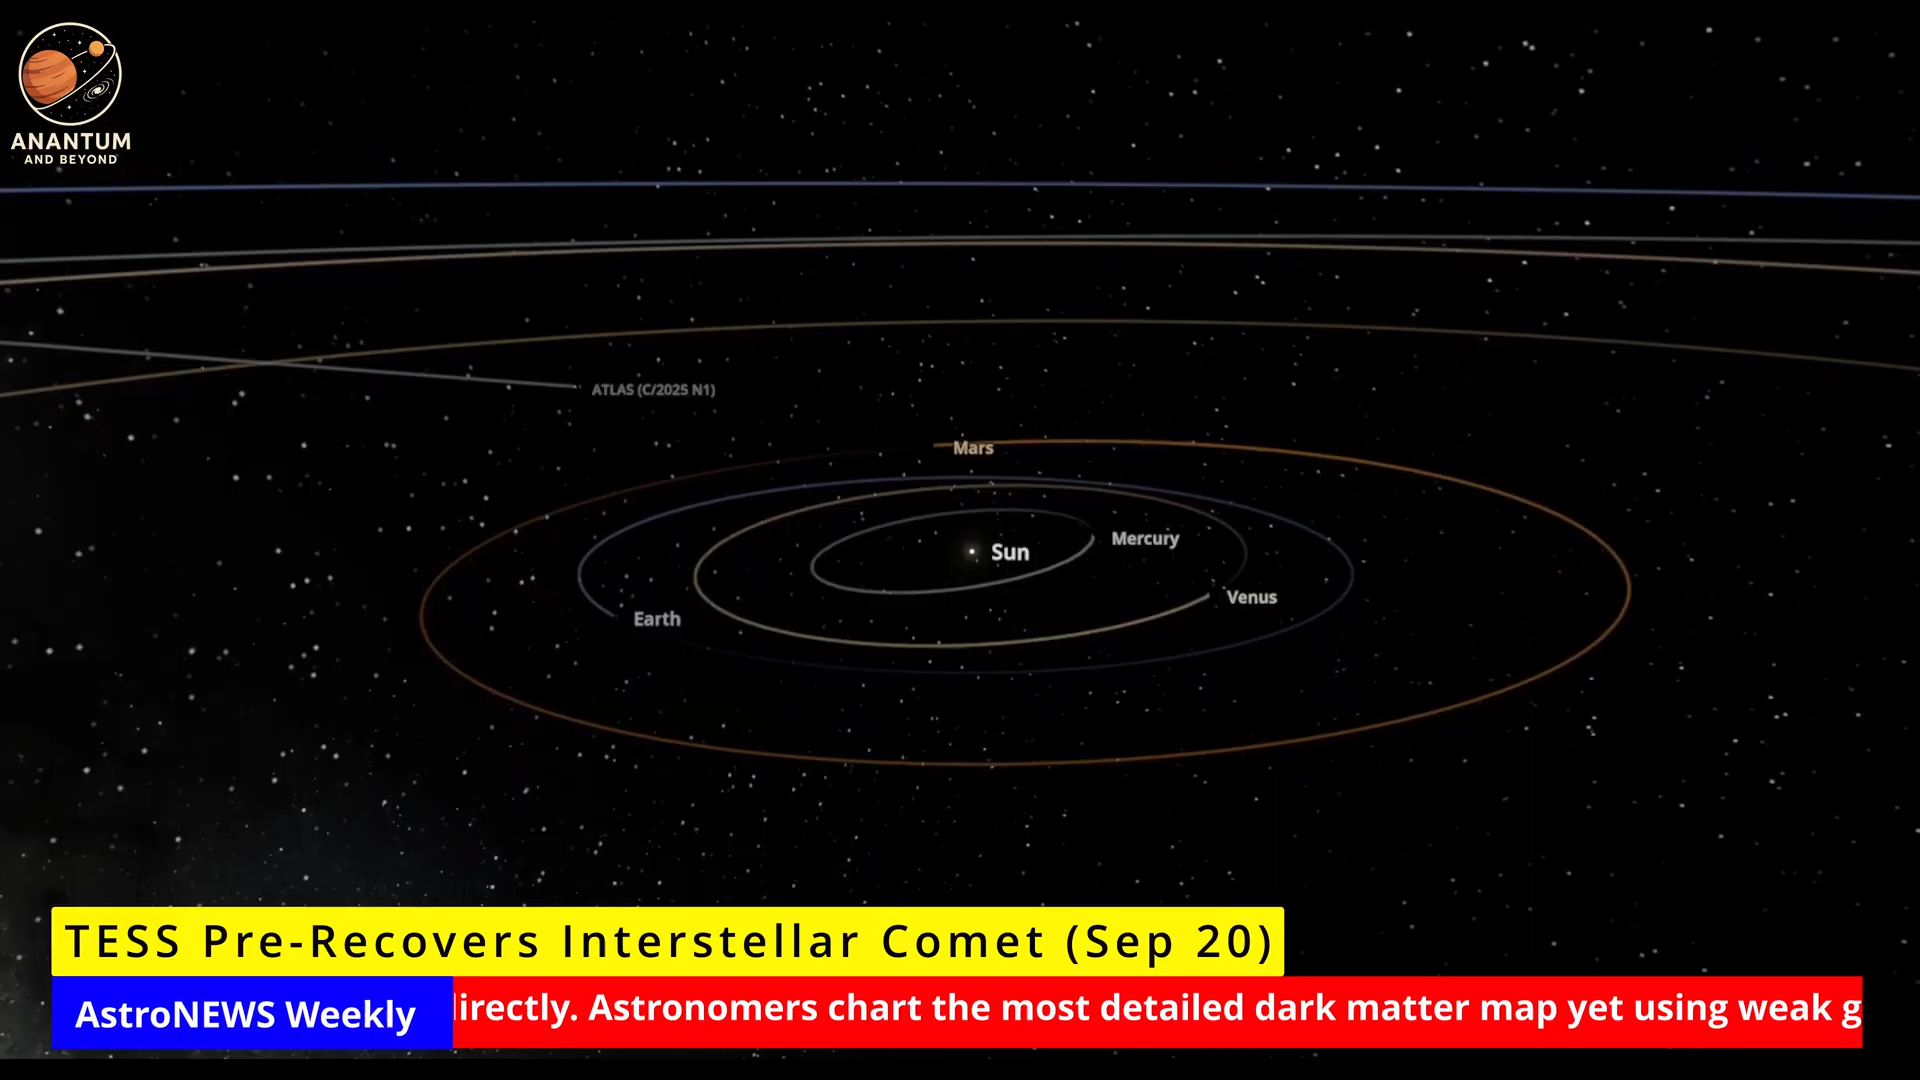 ANANTUM
AND BEYOND
ATLAS (C/2025 N1)
Mars
Mercury
Sun
Venus
Earth
TESS Pre-Recovers Interstellar Comet (Sep 20)
AstroNEWS Weekly
directly. Astronomers chart the most detailed dark matter map yet using weak g